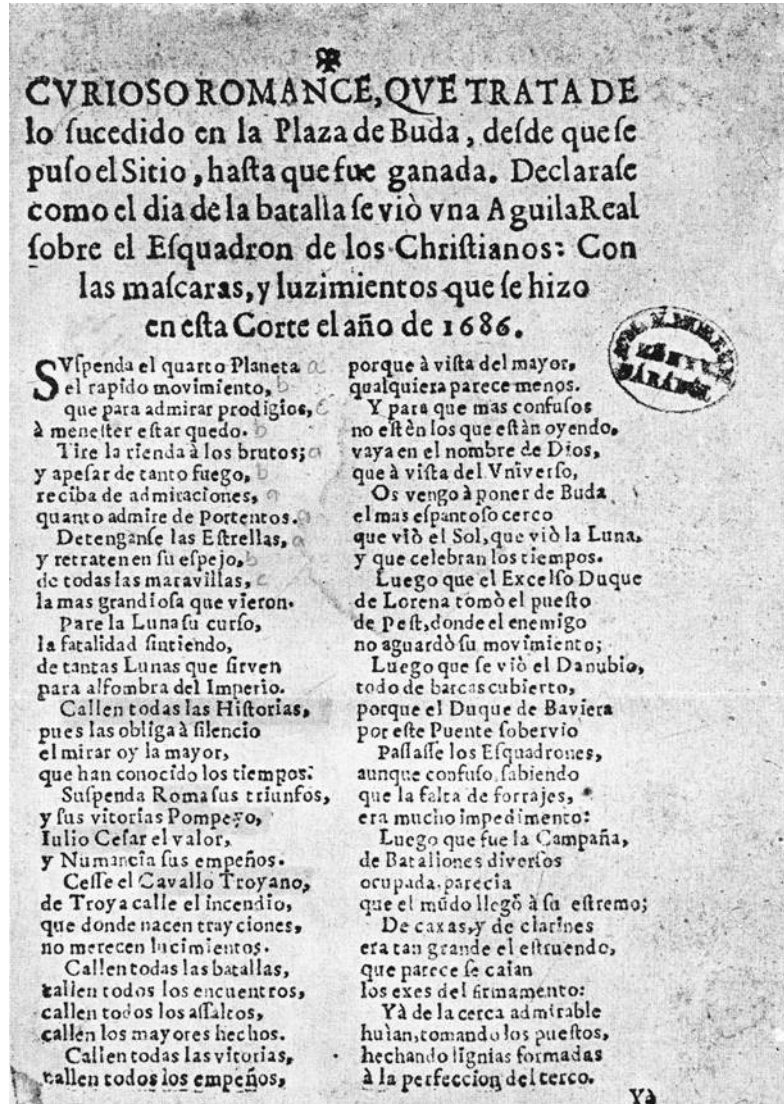 CVRIOSO ROMANCE, QVE TRATA DE
lo ſucedido en la Plaza de Buda, deſde que ſe
puſo el Sitio, haſta que fue ganada. Declaraſe
como el dia de la batalla ſe viò vna Aguila Real
ſobre el Eſquadron de los Chriſtianos: Con
las maſcaras, y luzimientos que ſe hizo
en eſta Corte el año de 1686.
SVſpenda el quarto Planeta
el rapido movimiento,
que para admirar prodigios,
à meneſter eſtar quedo.
Tire la rienda à los brutos;
y apeſar de tanto fuego,
reciba de admiraciones,
quanto admire de Portentos.
Detenganſe las Eſtrellas,
y retraten en ſu eſpejo,
de todas las maravillas,
la mas grandioſa que vieron.
Pare la Luna ſu curſo,
la fatalidad ſintiendo,
de tantas Lunas que ſirven
para alfombra del Imperio.
Callen todas las Hiſtorias,
pues las obliga à ſilencio
el mirar oy la mayor,
que han conocido los tiempos.
Suſpenda Roma ſus triunfos,
y ſus vitorias Pompeyo,
Iulio Ceſar el valor,
y Numancia ſus empeños.
Ceſſe el Cavallo Troyano,
de Troya calle el incendio,
que donde nacen trayciones,
no merecen lucimientos.
Callen todas las batallas,
callen todos los encuentros,
callen todos los aſſaltos,
callen los mayores hechos.
Callen todas las vitorias,
callen todos los empeños,
porque à viſta del mayor,
qualquiera parece menos.
Y para que mas confuſos
no eſtèn los que eſtàn oyendo,
vaya en el nombre de Dios,
que à viſta del Vniverſo,
Os vengo à poner de Buda
el mas eſpantoſo cerco
que viò el Sol, que viò la Luna,
y que celebran los tiempos.
Luego que el Excelſo Duque
de Lorena tomò el pueſto
de Peſt, donde el enemigo
no aguardò ſu movimiento;
Luego que ſe viò el Danubio,
todo de barcas cubierto,
porque el Duque de Baviera
por eſte Puente ſobervio
Paſſaſſe los Eſquadrones,
aunque confuſo, ſabiendo
que la falta de forrajes,
era mucho impedimento:
Luego que fue la Campaña,
de Batallones diverſos
ocupada, parecia
que el mũdo llegò à ſu eſtremo;
De caxas, y de clarines
era tan grande el eſtruendo,
que parece ſe caian
los exes del firmamento:
Yà de la cerca admirable
huìan, tomando los pueſtos,
hechando lignias formadas
à la perfeccion del cerco.
Yà